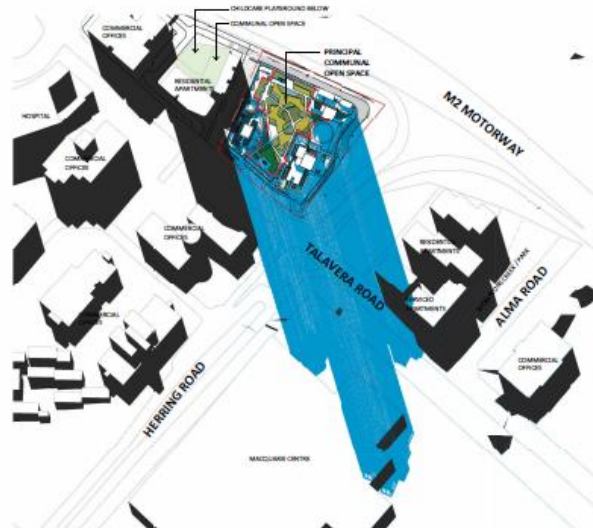 CHILDCARE PLAYGROUND BELOW
COMMUNAL OPEN SPACE
COMMERCIAL
OFFICES
PRINCIPAL
COMMUNAL
OPEN SPACE
RESIDENTIAL
APARTMENTS
M2 MOTORWAY
HOSPITAL
COMMERCIAL
OFFICES
COMMERCIAL
OFFICES
RESIDENTIAL
APARTMENTS
TALAVERA ROAD
SERVICED
APARTMENTS
ALMA ROAD
COMMERCIAL
OFFICES
COMMERCIAL
OFFICES
HERRING ROAD
MACQUARIE CENTRE